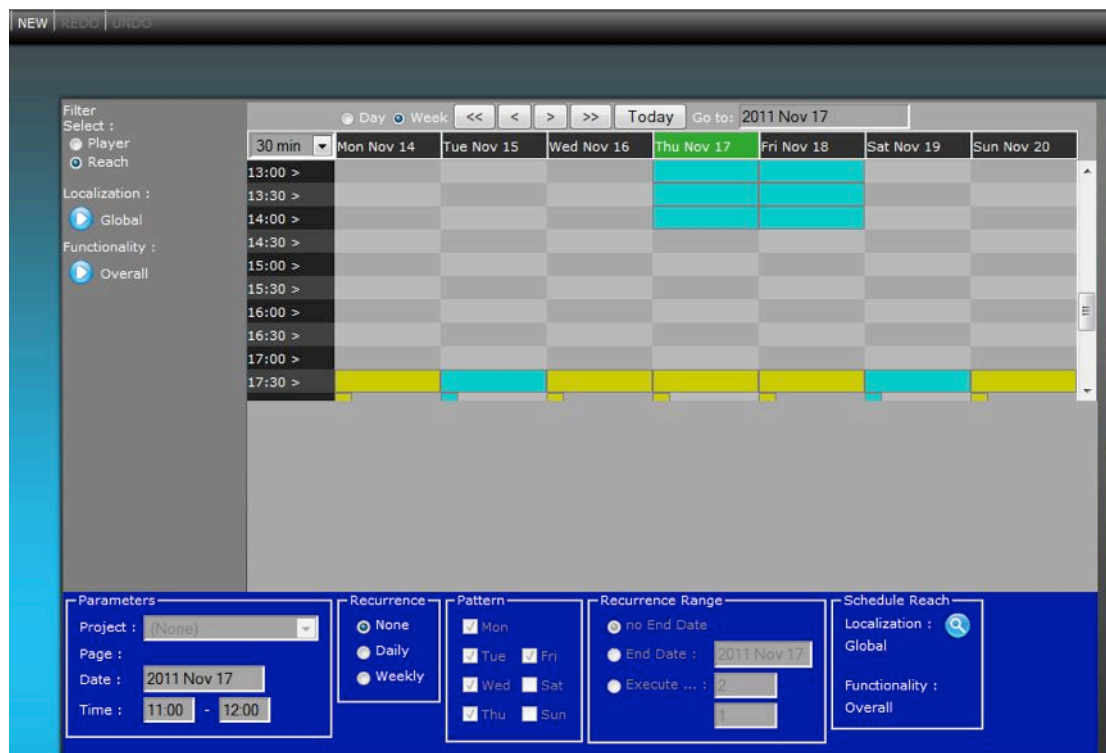 NEW REDO UNDO
Filter
Select :
Player
Reach
Localization :
Global
Functionality :
Overall
Day Week << < > >> Today Go to: 2011 Nov 17
30 min Mon Nov 14 Tue Nov 15 Wed Nov 16 Thu Nov 17 Fri Nov 18 Sat Nov 19 Sun Nov 20
13:00 >
13:30 >
14:00 >
14:30 >
15:00 >
15:30 >
16:00 >
16:30 >
17:00 >
17:30 >
Parameters
Project : (None)
Page :
Date : 2011 Nov 17
Time : 11:00 - 12:00
Recurrence
None
Daily
Weekly
Pattern
Mon
Tue Fri
Wed Sat
Thu Sun
Recurrence Range
no End Date
End Date : 2011 Nov 17
Execute ... : 2
1
Schedule Reach
Localization :
Global
Functionality :
Overall